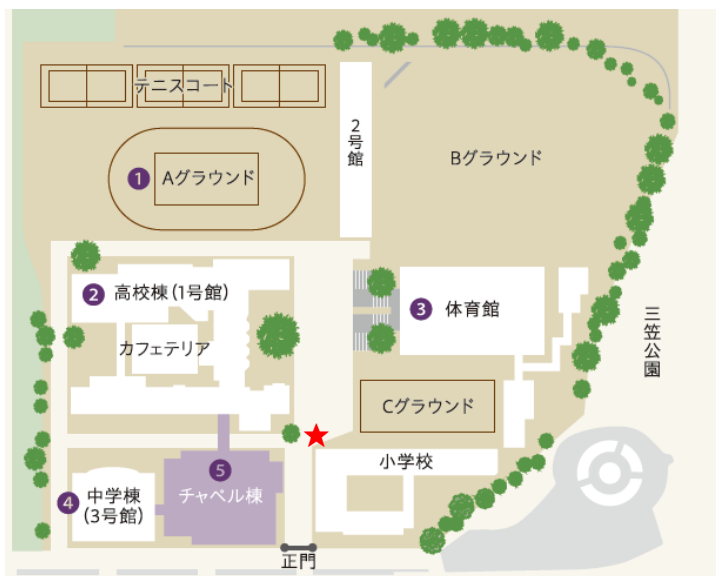 テニスコート
2号館
1 Aグラウンド
Bグラウンド
2 高校棟(1号館)
3 体育館
三笠公園
カフェテリア
Cグラウンド
小学校
5
チャペル棟
4 中学棟
(3号館)
正門